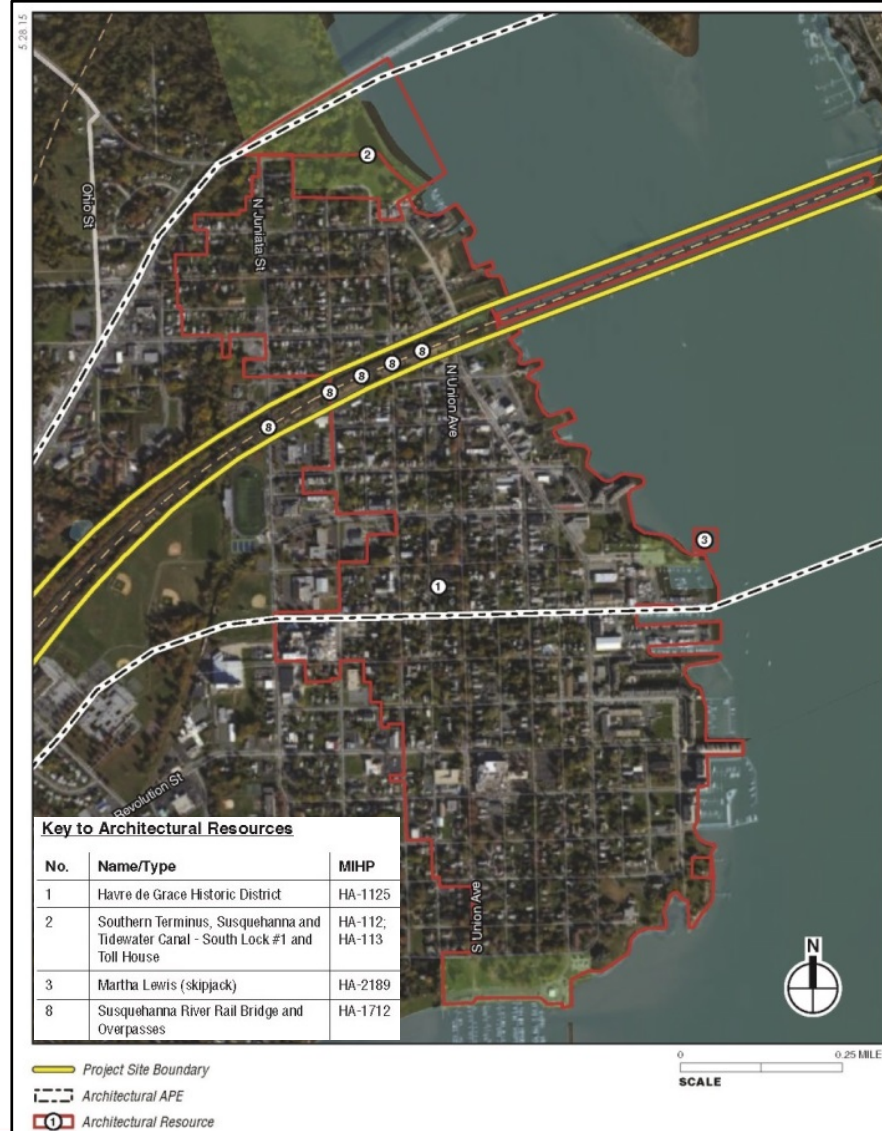 5.28.15
Ohio St
N Juniata St
2
8
8
8
8
8
N Union Ave
3
1
Revolution St
S Union Ave
Key to Architectural Resources
No. Name/Type MIHP
1 Havre de Grace Historic District HA-1125
2 Southern Terminus, Susquehanna and HA-112;
Tidewater Canal - South Lock #1 and HA-113
Toll House
3 Martha Lewis (skipjack) HA-2189
8 Susquehanna River Rail Bridge and HA-1712
Overpasses
N
0 0.25 MILE
SCALE
Project Site Boundary
Architectural APE
1 Architectural Resource